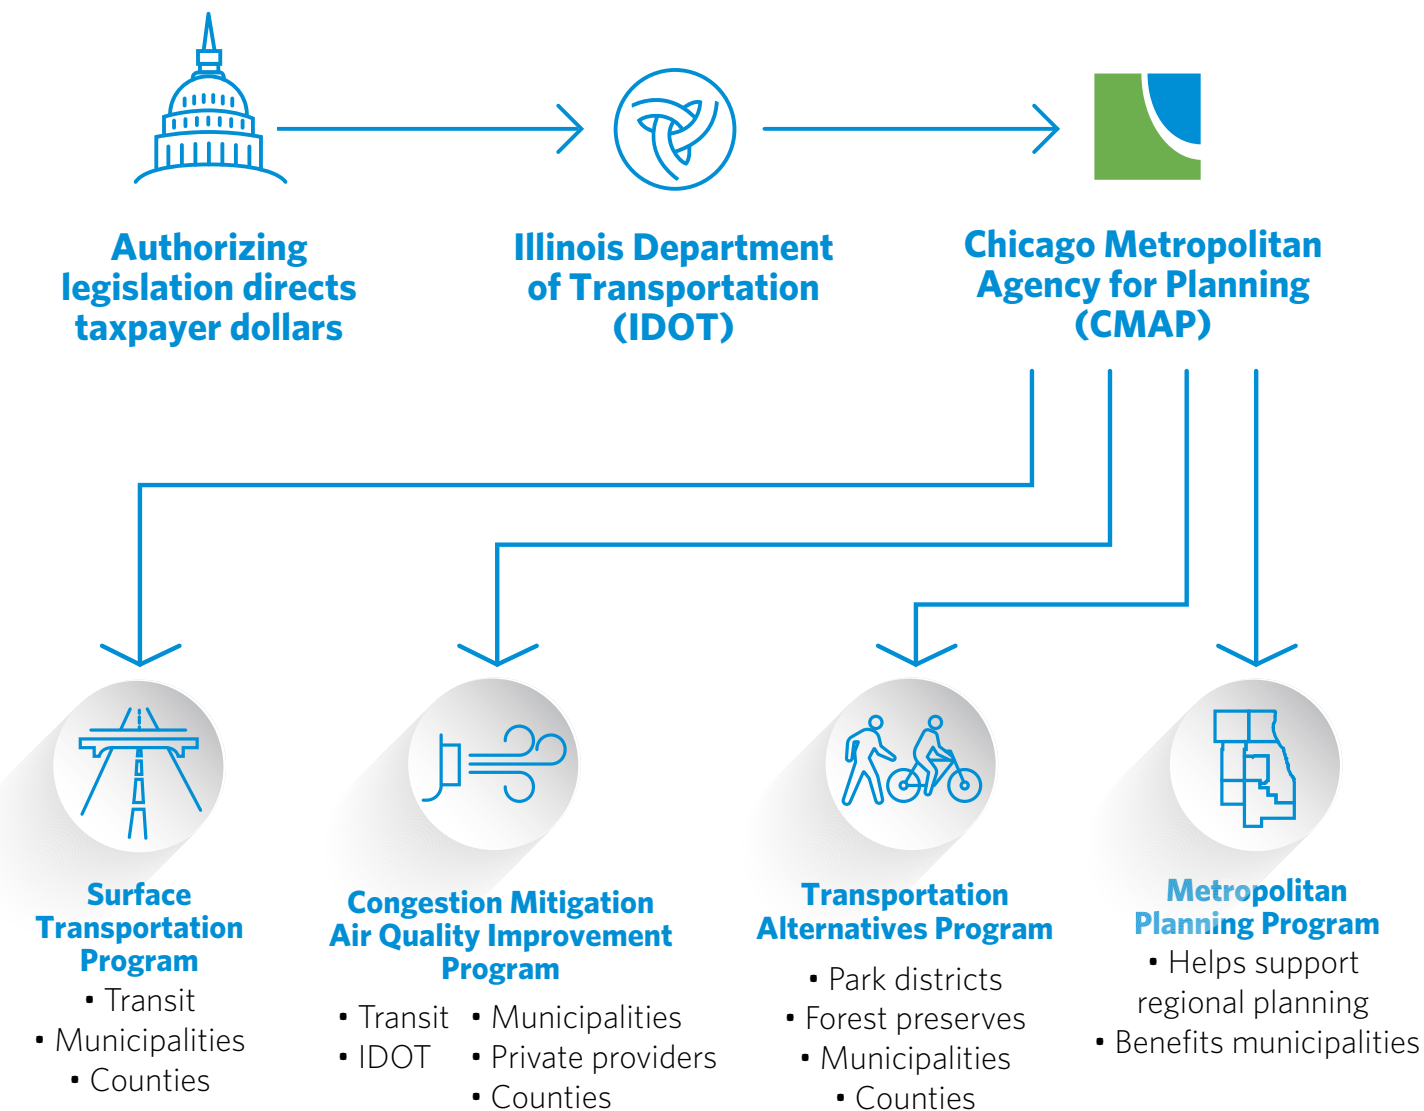 Authorizing
legislation directs
taxpayer dollars
Illinois Department
of Transportation
(IDOT)
Chicago Metropolitan
Agency for Planning
(CMAP)
Surface
Transportation
Program
• Transit
• Municipalities
• Counties
Congestion Mitigation
Air Quality Improvement
Program
• Transit
• IDOT
• Municipalities
• Private providers
• Counties
Transportation
Alternatives Program
• Park districts
• Forest preserves
• Municipalities
• Counties
Metropolitan
Planning Program
• Helps support
regional planning
• Benefits municipalities